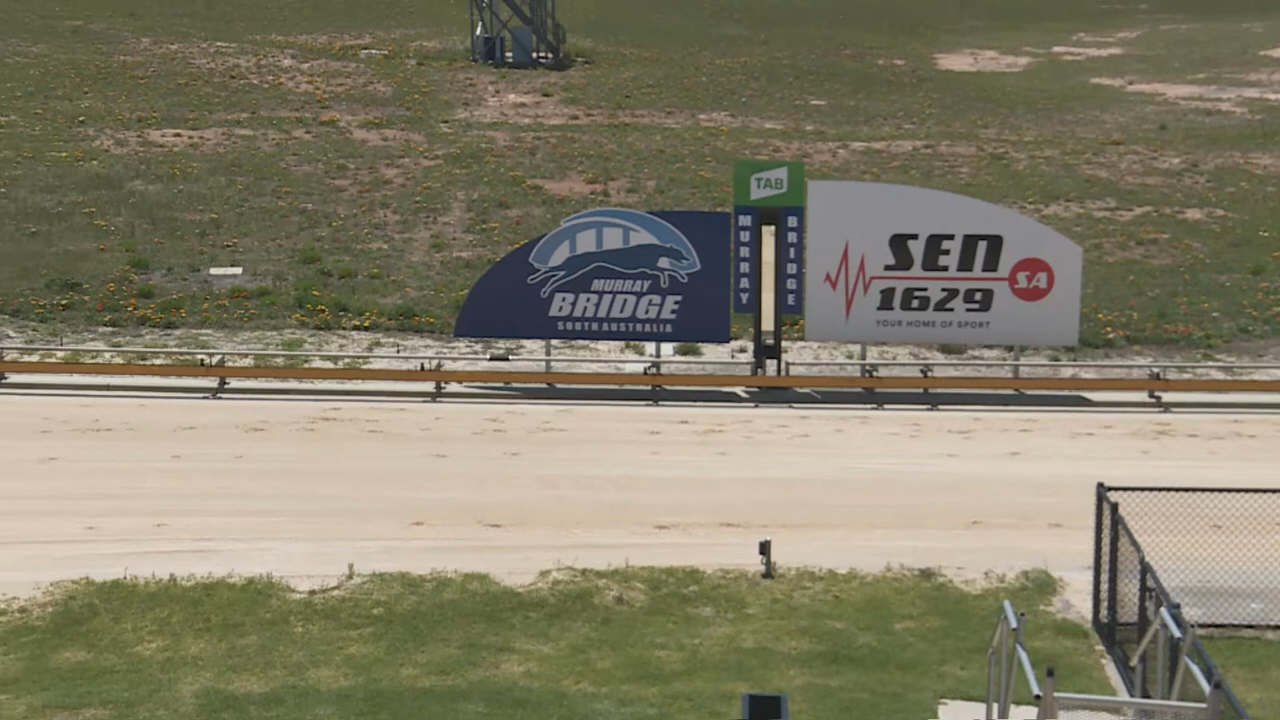 TAB
MURRAY
BRIDGE
MURRAY
BRIDGE
SOUTH AUSTRALIA
SEN
SA
1629
YOUR HOME OF SPORT